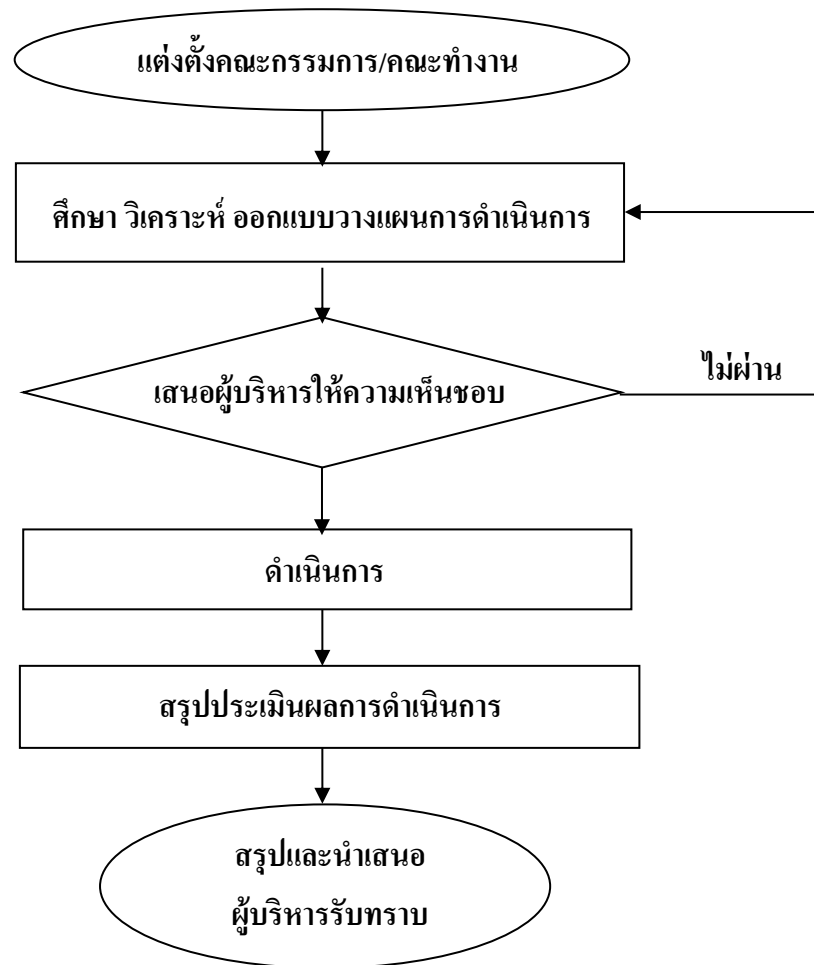 แต่งตั้งคณะกรรมการ/คณะทำงาน
ศึกษา วิเคราะห์ ออกแบบวางแผนการดำเนินการ
เสนอผู้บริหารให้ความเห็นชอบ
ไม่ผ่าน
ดำเนินการ
สรุปประเมินผลการดำเนินการ
สรุปและนำเสนอ
ผู้บริหารรับทราบ